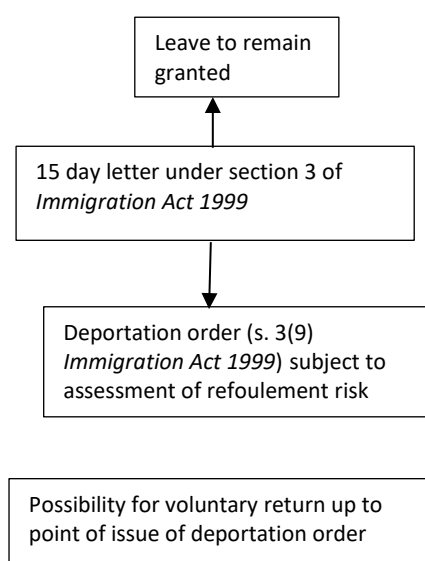 Leave to remain
granted
15 day letter under section 3 of
Immigration Act 1999
Deportation order (s. 3(9)
Immigration Act 1999) subject to
assessment of refoulement risk
Possibility for voluntary return up to
point of issue of deportation order